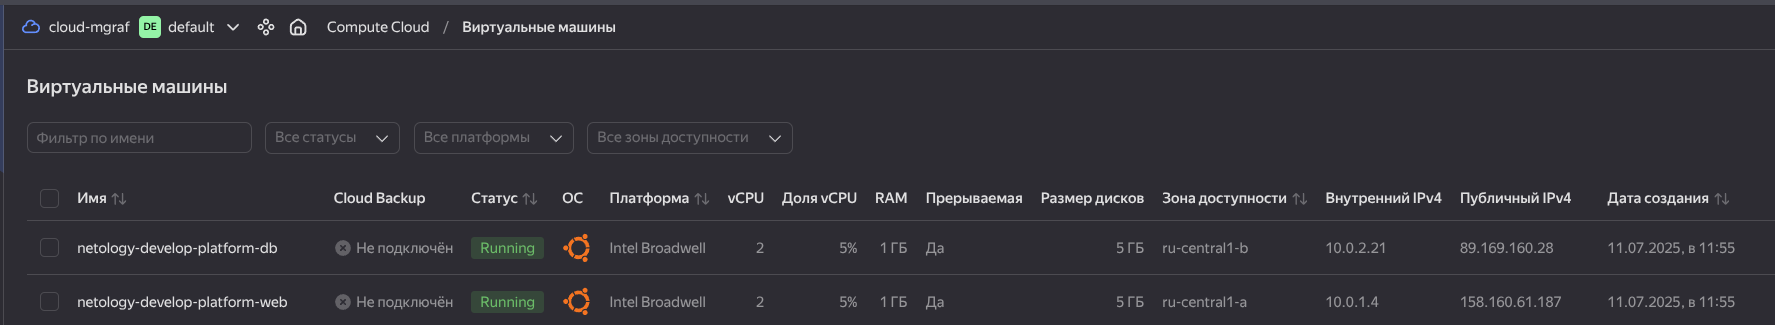 cloud-mgraf DE default Compute Cloud / Виртуальные машины
Виртуальные машины
Фильтр по имени Все статусы Все платформы Все зоны доступности
Имя Cloud Backup Статус ОС Платформа vCPU Доля vCPU RAM Прерываемая Размер дисков Зона доступности Внутренний IPv4 Публичный IPv4 Дата создания
netology-develop-platform-db Не подключён Running Intel Broadwell 2 5% 1 ГБ Да 5 ГБ ru-central1-b 10.0.2.21 89.169.160.28 11.07.2025, в 11:55
netology-develop-platform-web Не подключён Running Intel Broadwell 2 5% 1 ГБ Да 5 ГБ ru-central1-a 10.0.1.4 158.160.61.187 11.07.2025, в 11:55